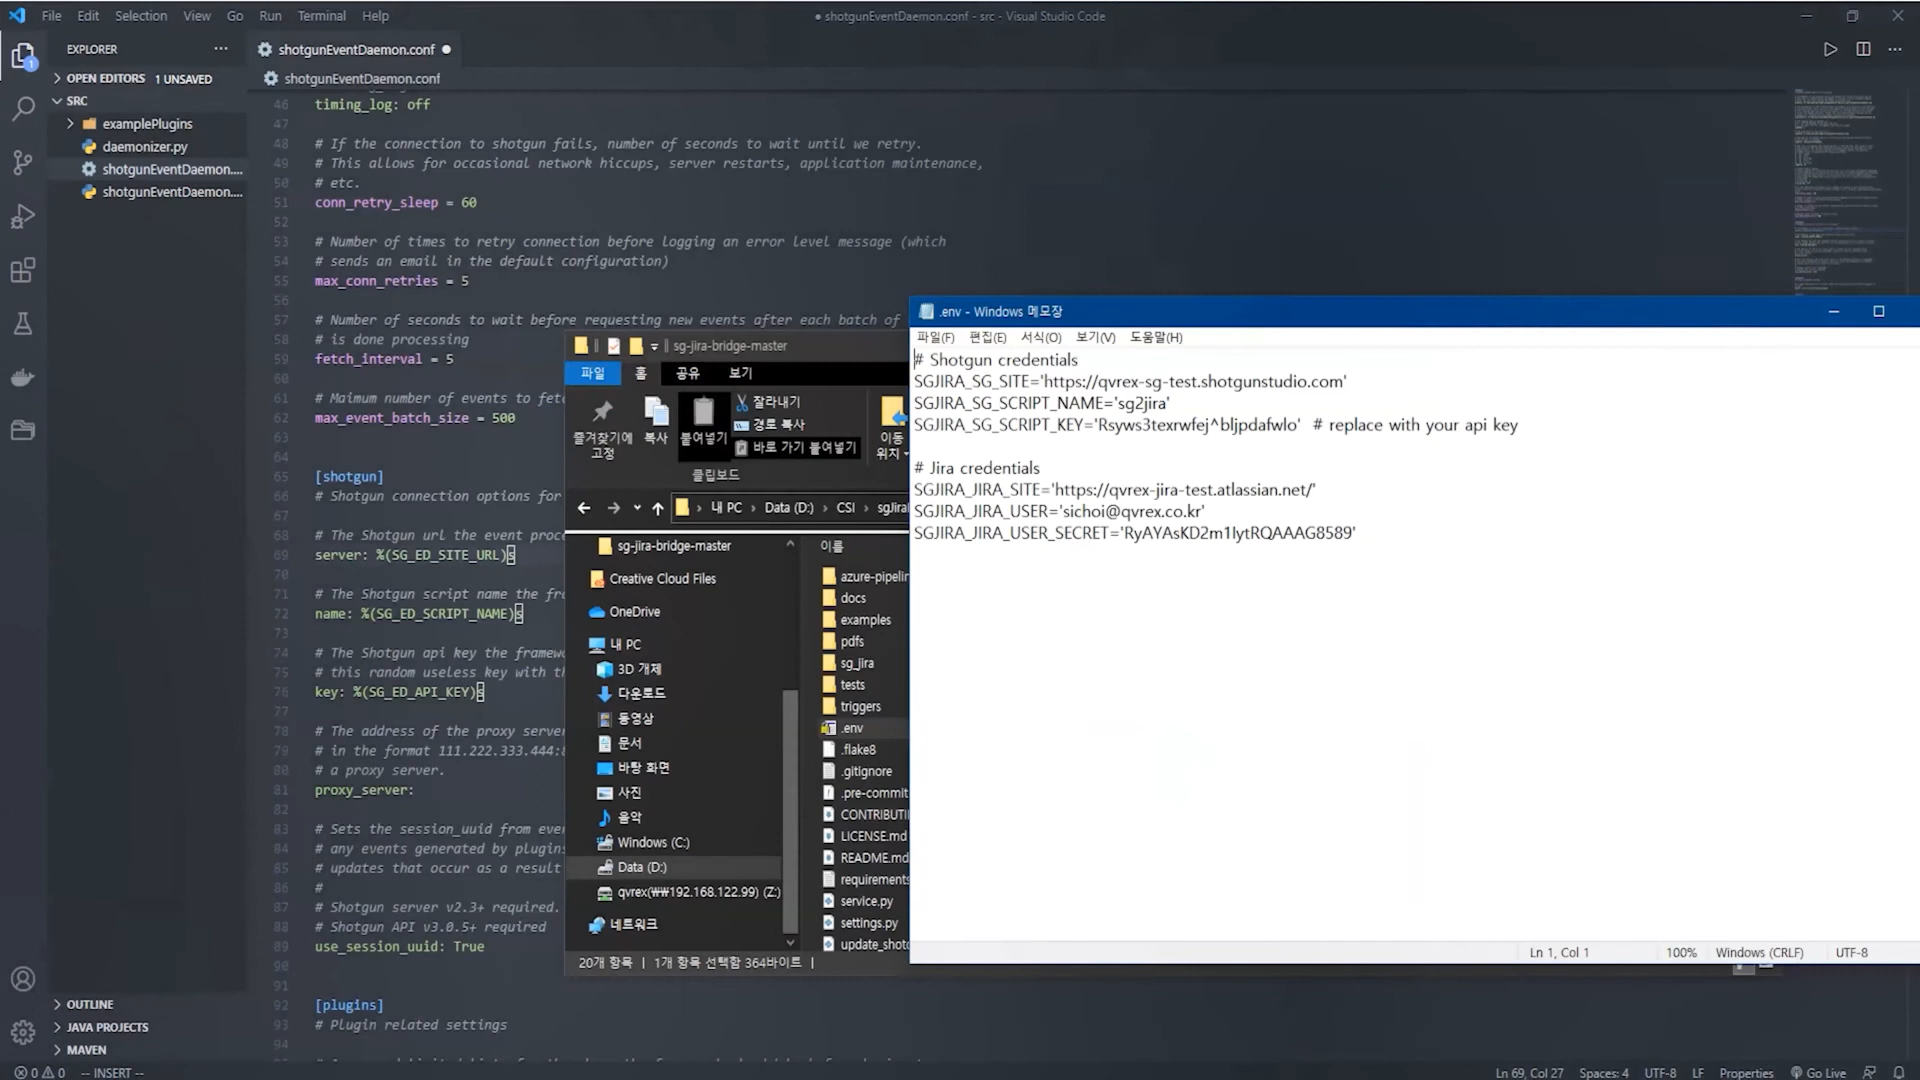 File Edit Selection View Go Run Terminal Help
● shotgunEventDaemon.conf - src - Visual Studio Code
EXPLORER
OPEN EDITORS 1 UNSAVED
SRC
examplePlugins
daemonizer.py
shotgunEventDaemon....
shotgunEventDaemon....
OUTLINE
JAVA PROJECTS
MAVEN
shotgunEventDaemon.conf
shotgunEventDaemon.conf
46 timing_log: off
47
48 # If the connection to shotgun fails, number of seconds to wait until we retry.
49 # This allows for occasional network hiccups, server restarts, application maintenance,
50 # etc.
51 conn_retry_sleep = 60
52
53 # Number of times to retry connection before logging an error level message (which
54 # sends an email in the default configuration)
55 max_conn_retries = 5
56
57 # Number of seconds to wait before requesting new events after each batch of
58 # is done processing
59 fetch_interval = 5
60
61 # Maimum number of events to fetc
62 max_event_batch_size = 500
63
64
65 [shotgun]
66 # Shotgun connection options for
67
68 # The Shotgun url the event proc
69 server: %(SG_ED_SITE_URL)s
70
71 # The Shotgun script name the fr
72 name: %(SG_ED_SCRIPT_NAME)s
73
74 # The Shotgun api key the framew
75 # this random useless key with th
76 key: %(SG_ED_API_KEY)s
77
78 # The address of the proxy server
79 # in the format 111.222.333.444:8
80 # a proxy server.
81 proxy_server:
82
83 # Sets the session_uuid from eve
84 # any events generated by plugins
85 # updates that occur as a result
86 #
87 # Shotgun server v2.3+ required.
88 # Shotgun API v3.0.5+ required
89 use_session_uuid: True
90
91
92 [plugins]
93 # Plugin related settings
94
sg-jira-bridge-master
파일 홈 공유 보기
즐겨찾기에 고정
복사
붙여넣기
잘라내기
경로 복사
바로 가기 붙여넣기
이동 위치
클립보드
내 PC › Data (D:) › CSI ›
sg-jira-bridge-master
Creative Cloud Files
OneDrive
내 PC
3D 개체
다운로드
동영상
문서
바탕 화면
사진
음악
Windows (C:)
Data (D:)
qvrex(₩₩192.168.122.99) (Z:)
네트워크
이름
azure-pipelin
docs
examples
pdfs
sg_jira
tests
triggers
.env
.flake8
.gitignore
.pre-commit
CONTRIBUTI
LICENSE.md
README.md
requirements
service.py
settings.py
update_shotg
20개 항목 | 1개 항목 선택함 364바이트 |
.env - Windows 메모장
파일(F) 편집(E) 서식(O) 보기(V) 도움말(H)
# Shotgun credentials
SGJIRA_SG_SITE='https://qvrex-sg-test.shotgunstudio.com'
SGJIRA_SG_SCRIPT_NAME='sg2jira'
SGJIRA_SG_SCRIPT_KEY='Rsyws3texrwfej^bljpdafwlo' # replace with your api key

# Jira credentials
SGJIRA_JIRA_SITE='https://qvrex-jira-test.atlassian.net/'
SGJIRA_JIRA_USER='sichoi@qvrex.co.kr'
SGJIRA_JIRA_USER_SECRET='RyAYAsKD2m1lytRQAAAG8589'
Ln 1, Col 1 100% Windows (CRLF) UTF-8
0 0 -- INSERT --
Ln 69, Col 27 Spaces: 4 UTF-8 LF Properties Go Live